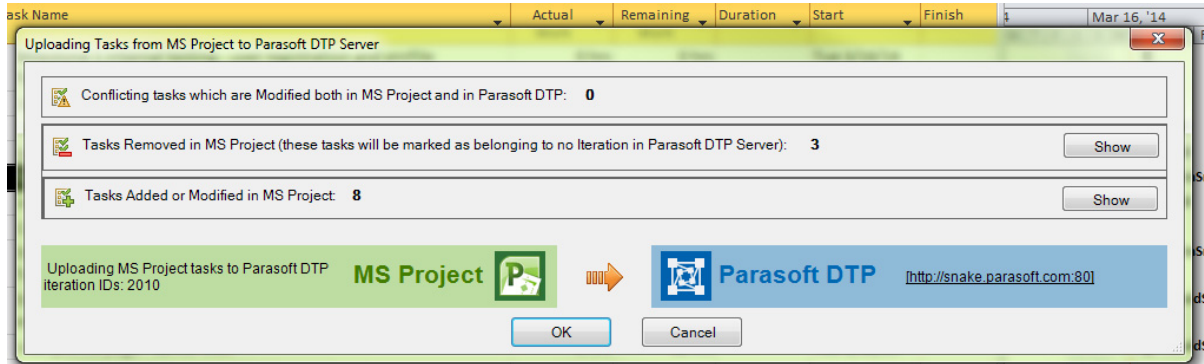 ask Name Actual Remaining Duration Start Finish Mar 16, '14
Uploading Tasks from MS Project to Parasoft DTP Server
Conflicting tasks which are Modified both in MS Project and in Parasoft DTP: 0
Tasks Removed in MS Project (these tasks will be marked as belonging to no Iteration in Parasoft DTP Server): 3 Show
Tasks Added or Modified in MS Project: 8 Show
Uploading MS Project tasks to Parasoft DTP
iteration IDs: 2010
MS Project Parasoft DTP [http://snake.parasoft.com:80]
OK Cancel